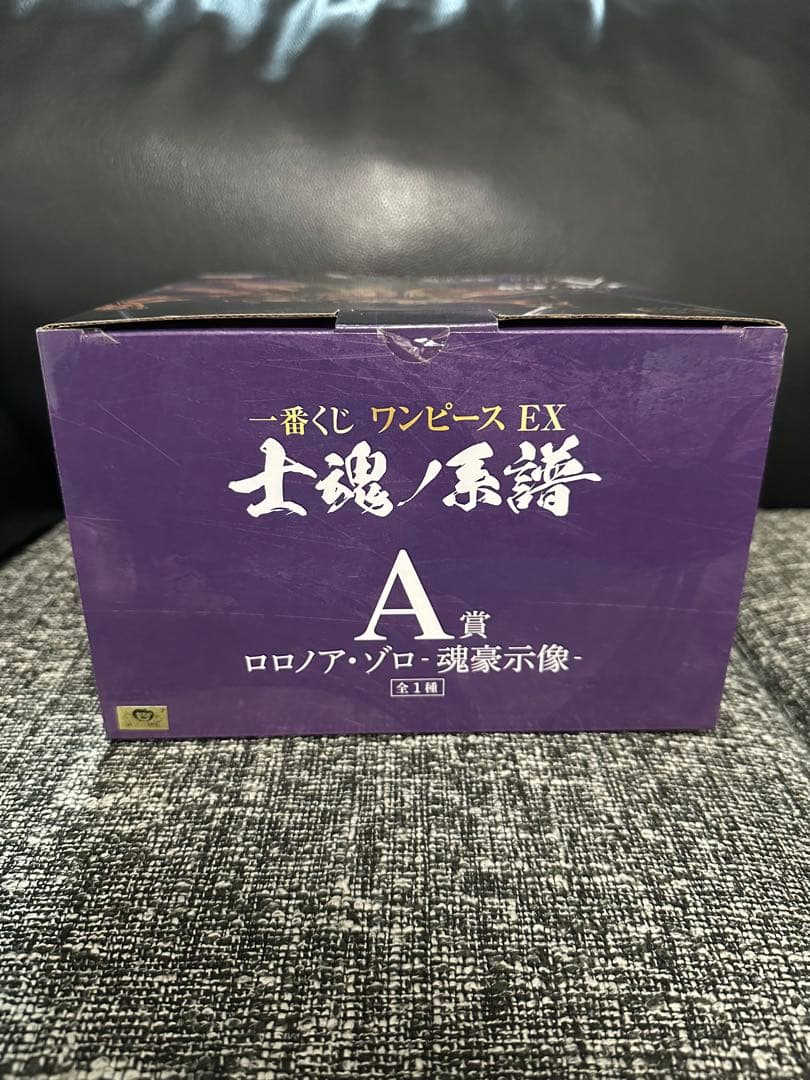 一番くじ ワンピース EX
士魂ノ系譜
A賞
ロロノア・ゾロ-魂豪示像-
全1種